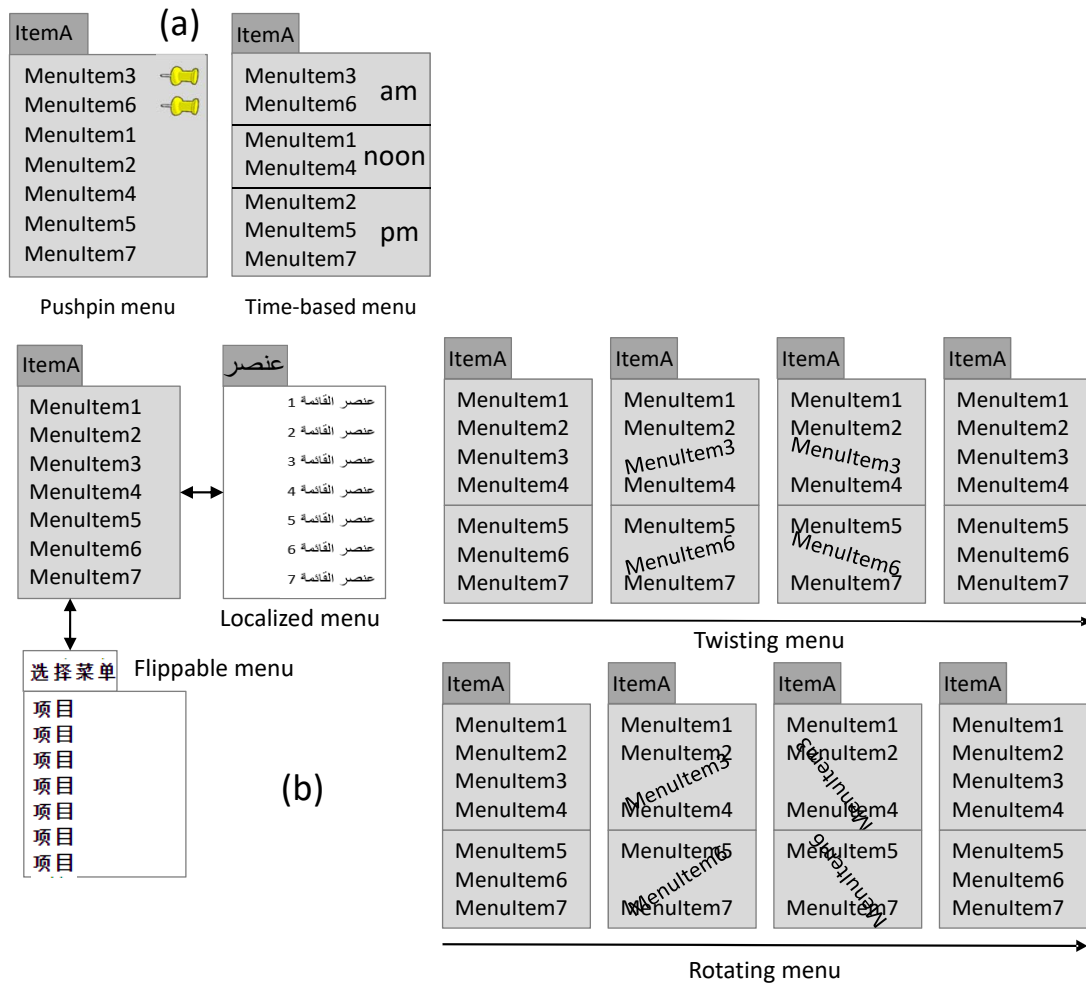 (a)
ItemA
MenuItem3
MenuItem6
MenuItem1
MenuItem2
MenuItem4
MenuItem5
MenuItem7
Pushpin menu
ItemA
MenuItem3
MenuItem6
am
MenuItem1
MenuItem4
noon
MenuItem2
MenuItem5
MenuItem7
pm
Time-based menu
ItemA
MenuItem1
MenuItem2
MenuItem3
MenuItem4
MenuItem5
MenuItem6
MenuItem7
عنصر
عنصر القائمة 1
عنصر القائمة 2
عنصر القائمة 3
عنصر القائمة 4
عنصر القائمة 5
عنصر القائمة 6
عنصر القائمة 7
Localized menu
选择菜单
项目
项目
项目
项目
项目
项目
项目
Flippable menu
(b)
ItemA
MenuItem1
MenuItem2
MenuItem3
MenuItem4
MenuItem5
MenuItem6
MenuItem7
ItemA
MenuItem1
MenuItem2
MenuItem3
MenuItem4
MenuItem5
MenuItem6
MenuItem7
ItemA
MenuItem1
MenuItem2
MenuItem3
MenuItem4
MenuItem5
MenuItem6
MenuItem7
ItemA
MenuItem1
MenuItem2
MenuItem3
MenuItem4
MenuItem5
MenuItem6
MenuItem7
Twisting menu
ItemA
MenuItem1
MenuItem2
MenuItem3
MenuItem4
MenuItem5
MenuItem6
MenuItem7
ItemA
MenuItem1
MenuItem2
MenuItem3
MenuItem4
MenuItem5
MenuItem6
MenuItem7
ItemA
MenuItem1
MenuItem2
MenuItem3
MenuItem4
MenuItem5
MenuItem6
MenuItem7
ItemA
MenuItem1
MenuItem2
MenuItem3
MenuItem4
MenuItem5
MenuItem6
MenuItem7
Rotating menu